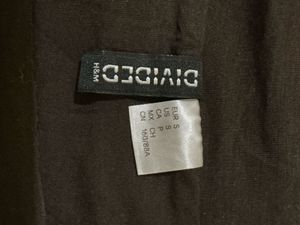 DIVIDED
H&M
EUR S
US S
CA P
MX CH
CN 160/88A